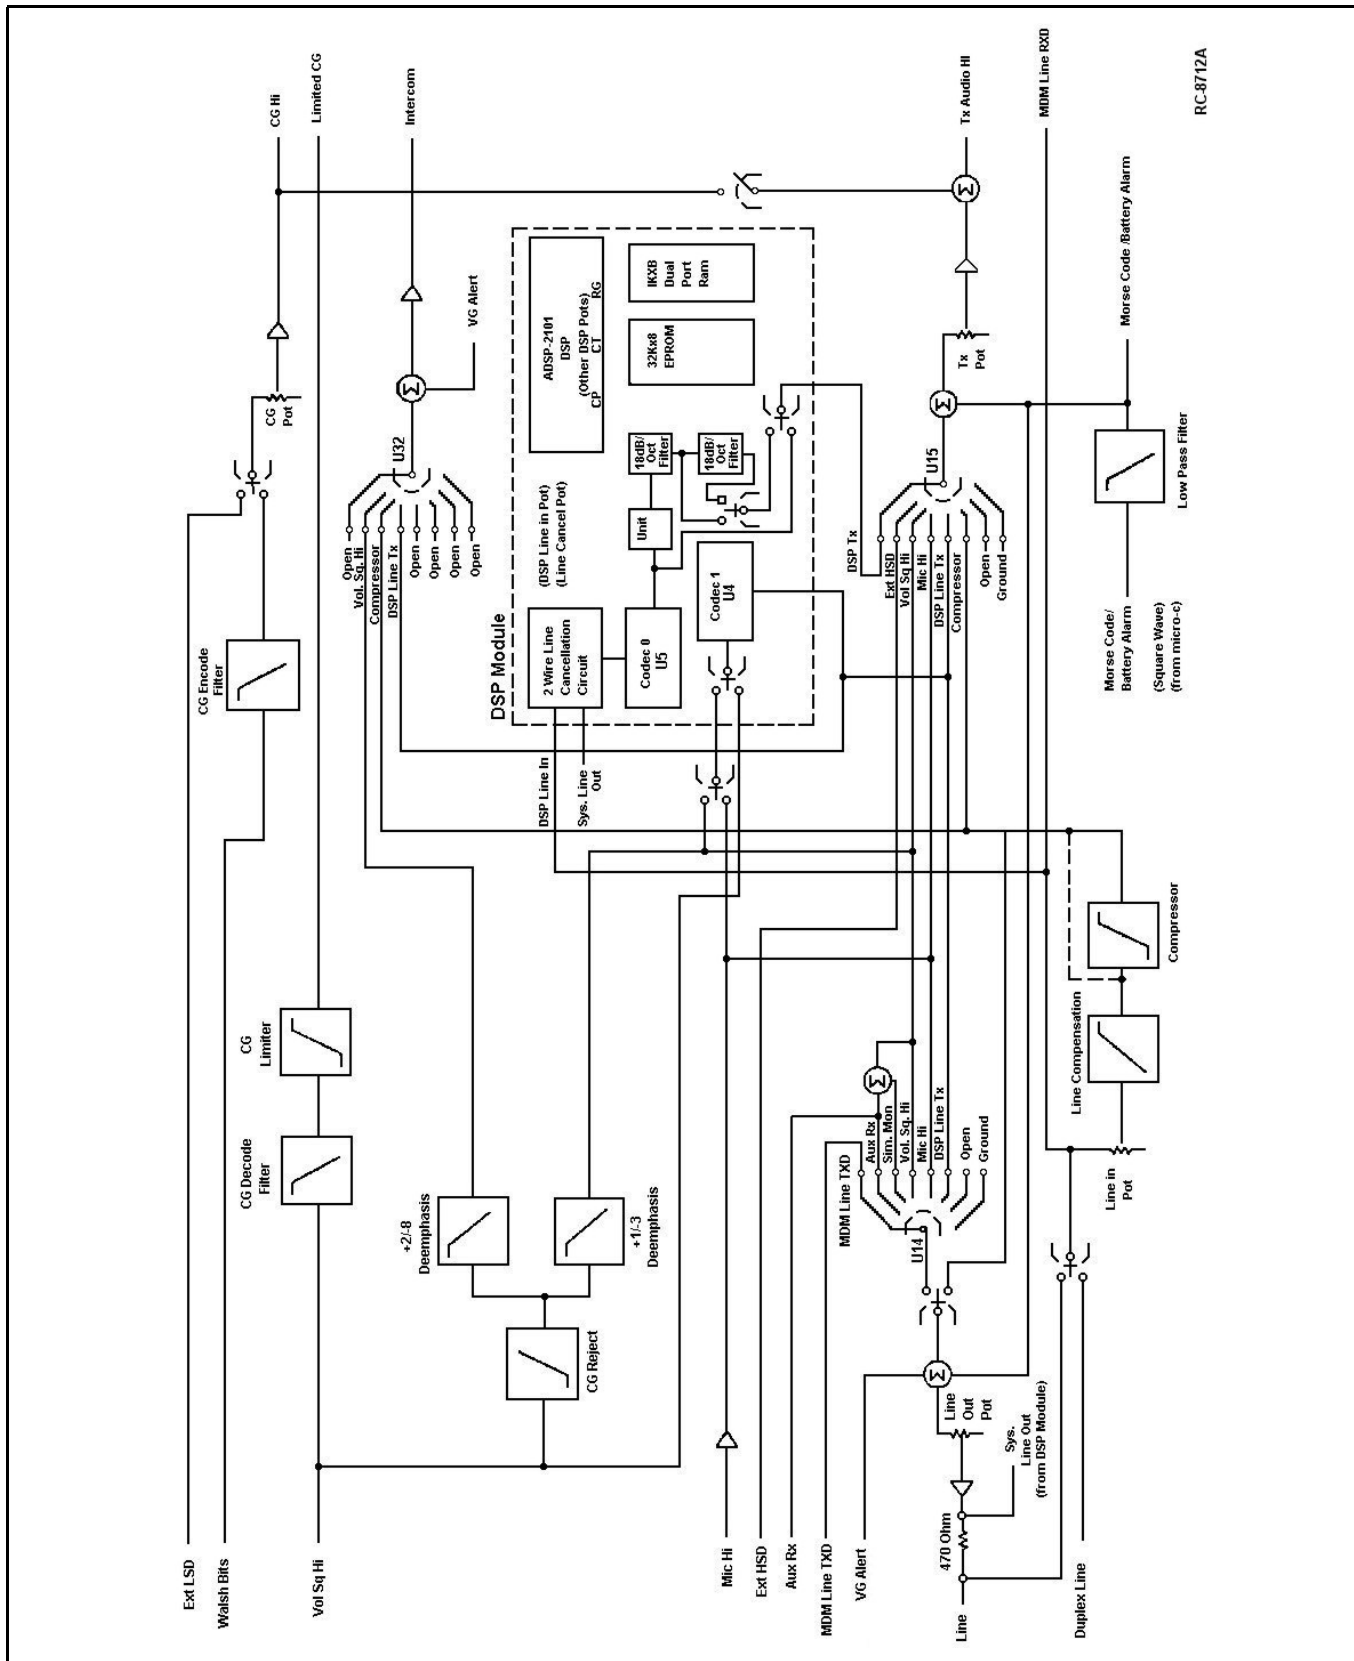 RC-8712A
CG Hi
Limited CG
Intercom
Tx Audio HI
MDM Line RXD
Morse Code /Battery Alarm
VG Alert
CG
Pot
U32
Open
Vol. Sq. Hi
Compressor
DSP Line Tx
Open
Open
Open
Open
CG Encode
Filter
DSP Module
ADSP-2101
DSP
(Other DSP Pots)
CP CT RG
IKXB
Dual
Port
Ram
32Kx8
EPROM
18dB/
Oct
Filter
18dB/
Oct
Filter
Unit
(DSP Line in Pot)
(Line Cancel Pot)
2 Wire Line
Cancellation
Circuit
Codec 0
U5
Codec 1
U4
DSP Line In
Sys. Line
Out
Tx
Pot
U15
DSP Tx
Ext HSD
Vol Sq Hi
Mic Hi
DSP Line Tx
Compressor
Open
Ground
Low Pass Filter
Morse Code/
Battery Alarm
(Square Wave)
(from micro-c)
CG
Limiter
CG Decode
Filter
+2/-8
Deemphasis
+1/-3
Deemphasis
CG Reject
Compressor
Line Compensation
Line in
Pot
MDM Line TXD
Aux Rx
Sim. Mon
Vol. Sq. Hi
Mic Hi
DSP Line Tx
Open
Ground
U14
Line
Out
Pot
Sys.
Line Out
(from DSP Module)
470 Ohm
Ext LSD
Walsh Bits
Vol Sq Hi
Mic Hi
Ext HSD
Aux Rx
MDM Line TXD
VG Alert
Line
Duplex Line